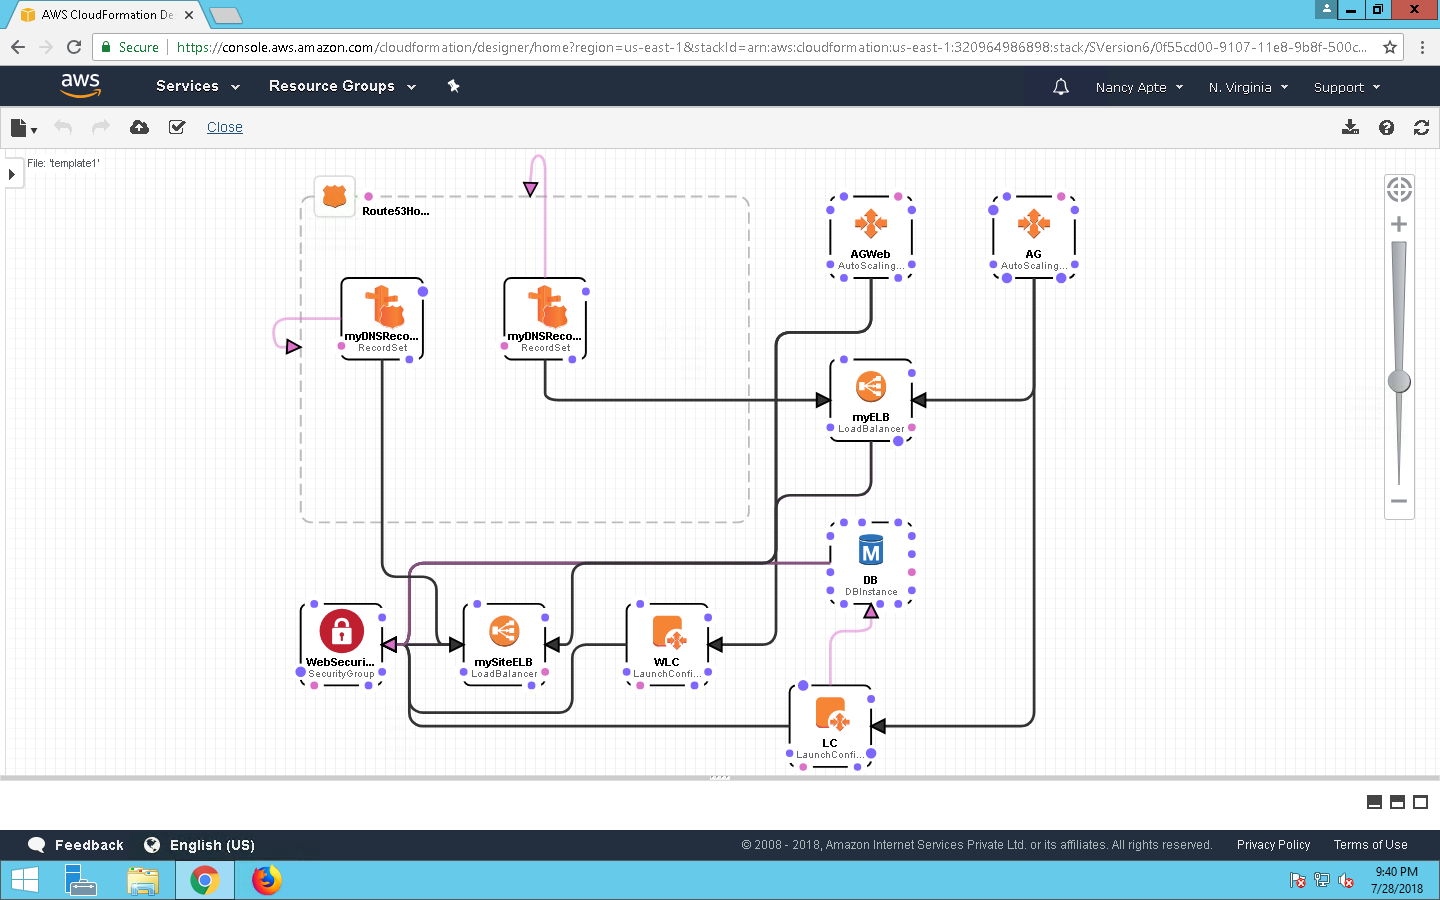 AWS CloudFormation De
Secure
https://console.aws.amazon.com/cloudformation/designer/home?region=us-east-1&stackId=arn:aws:cloudformation:us-east-1:320964986898:stack/SVersion6/0f55cd00-9107-11e8-9b8f-500c...
aws Services Resource Groups Nancy Apte N. Virginia Support
Close
File: 'template1'
Route53Ho...
AGWeb
AutoScaling...
AG
AutoScaling...
myDNSReco...
RecordSet
myDNSReco...
RecordSet
myELB
LoadBalancer
M
DB
DBInstance
WebSecuri...
SecurityGroup
mySiteELB
LoadBalancer
WLC
LaunchConfi...
LC
LaunchConfi...
Feedback English (US) © 2008 - 2018, Amazon Internet Services Private Ltd. or its affiliates. All rights reserved. Privacy Policy Terms of Use
9:40 PM
7/28/2018